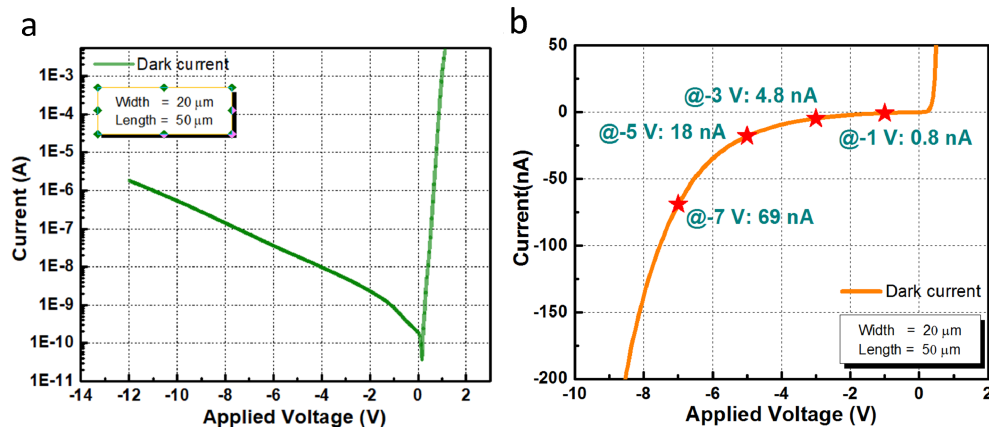 a
Current (A)
1E-3
1E-4
1E-5
1E-6
1E-7
1E-8
1E-9
1E-10
1E-11
Dark current
Width = 20 μm
Length = 50 μm
-14 -12 -10 -8 -6 -4 -2 0 2
Applied Voltage (V)
b
Current(nA)
50
0
-50
-100
-150
-200
@-3 V: 4.8 nA
@-5 V: 18 nA
@-1 V: 0.8 nA
@-7 V: 69 nA
Dark current
Width = 20 μm
Length = 50 μm
-10 -8 -6 -4 -2 0 2
Applied Voltage (V)